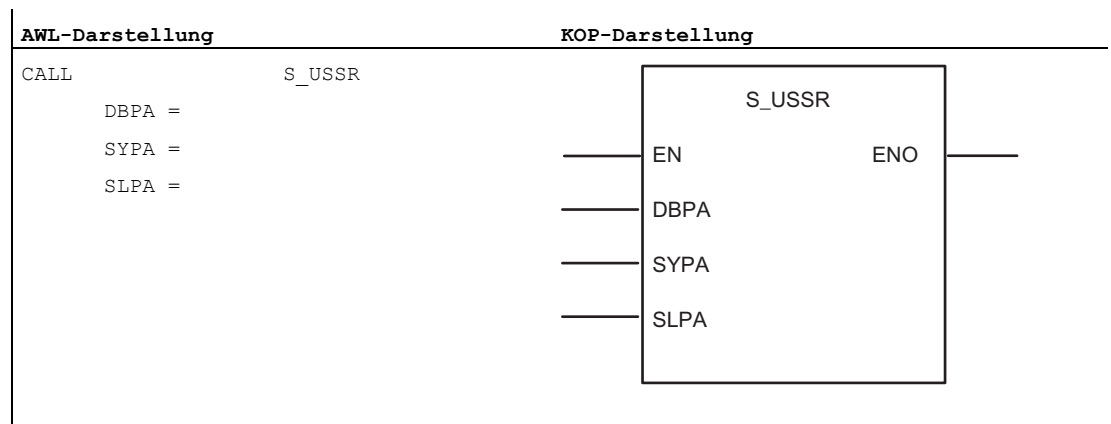 AWL-Darstellung KOP-Darstellung
CALL S_USSR
DBPA =
SYPA =
SLPA =
S_USSR
EN ENO
DBPA
SYPA
SLPA